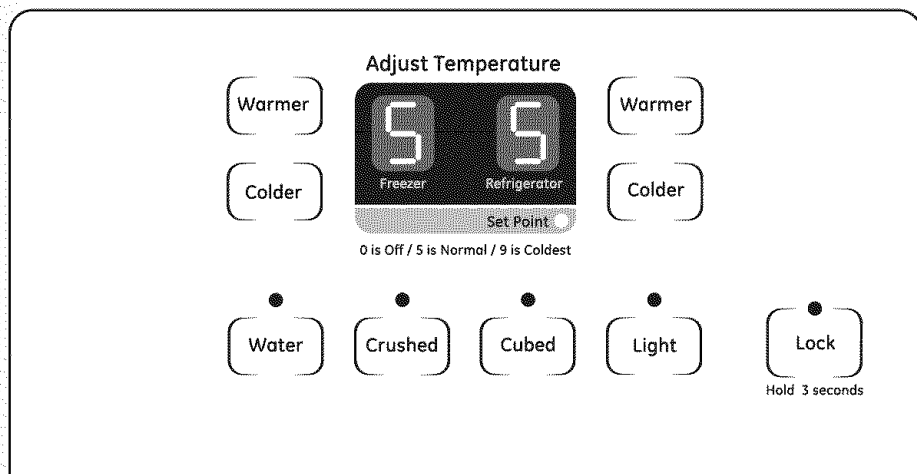 Adjust Temperature
Warmer
5 5
Warmer
Freezer Refrigerator
Colder
Colder
Set Point
0 is Off / 5 is Normal / 9 is Coldest
Water
Crushed
Cubed
Light
Lock
Hold 3 seconds